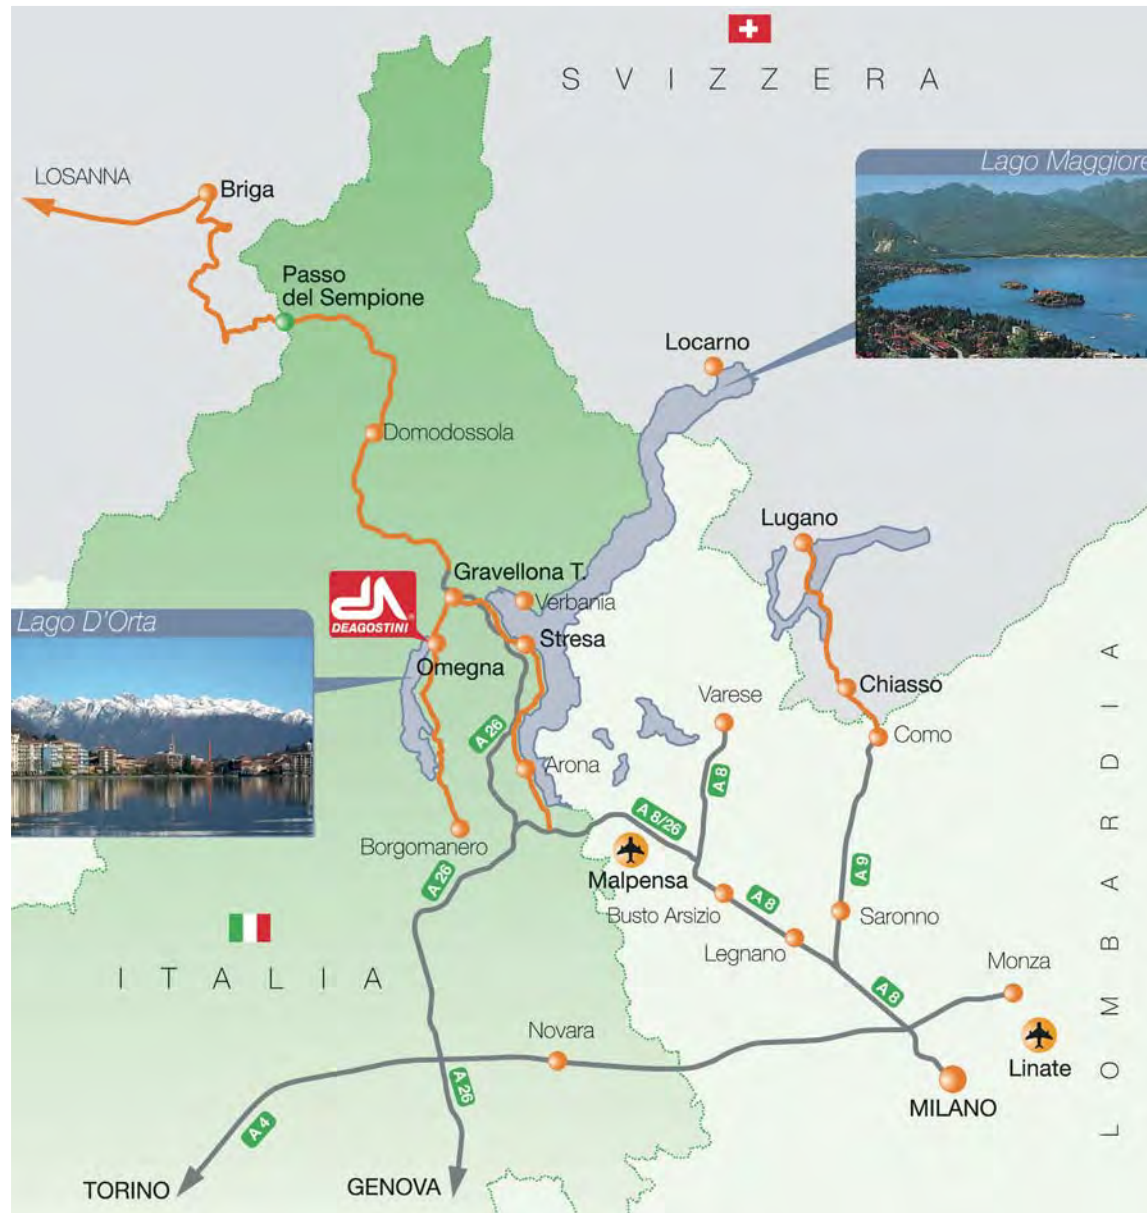 SVIZZERA
Lago Maggiore
LOSANNA
Briga
Passo
del Sempione
Locarno
Domodossola
Lugano
Gravellona T.
Verbania
DEAGOSTINI
Lago D'Orta
Stresa
Omegna
Chiasso
Varese
Como
A 26
Arona
A 8
A 8/26
Borgomanero
A 26
Malpensa
A 9
Busto Arsizio
A 8
Saronno
Legnano
ITALIA
A 8
Monza
Novara
Linate
A 26
MILANO
A 4
TORINO
GENOVA
LOMBARDIA